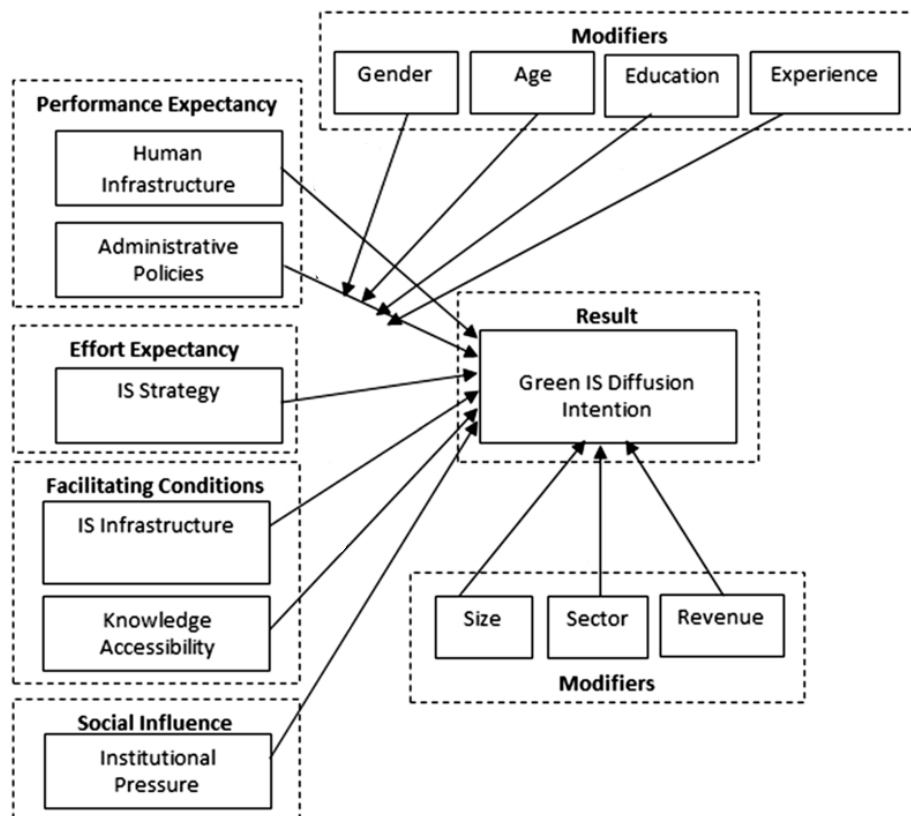 Modifiers
Gender
Age
Education
Experience
Performance Expectancy
Human
Infrastructure
Administrative
Policies
Effort Expectancy
IS Strategy
Facilitating Conditions
IS Infrastructure
Knowledge
Accessibility
Social Influence
Institutional
Pressure
Result
Green IS Diffusion
Intention
Size
Sector
Revenue
Modifiers